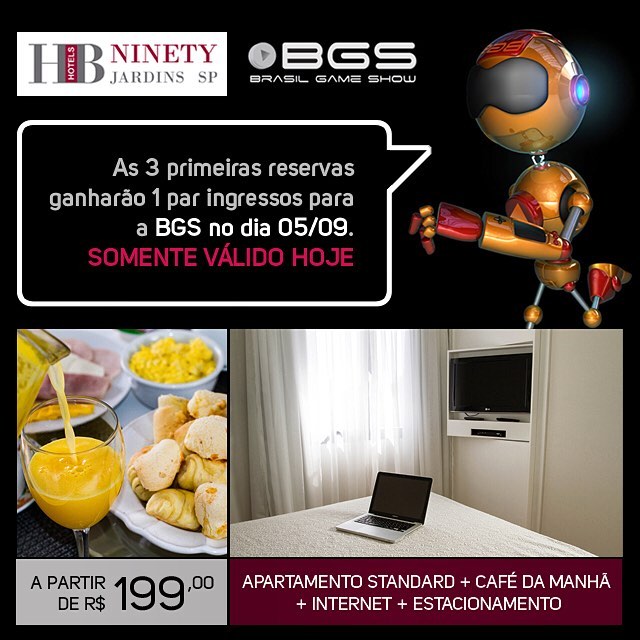 HB HOTELS
NINETY
JARDINS SP
BGS
BRASIL GAME SHOW
As 3 primeiras reservas
ganharão 1 par ingressos para
a BGS no dia 05/09.
SOMENTE VÁLIDO HOJE
A PARTIR
DE R$ 199,00
APARTAMENTO STANDARD + CAFÉ DA MANHÃ
+ INTERNET + ESTACIONAMENTO